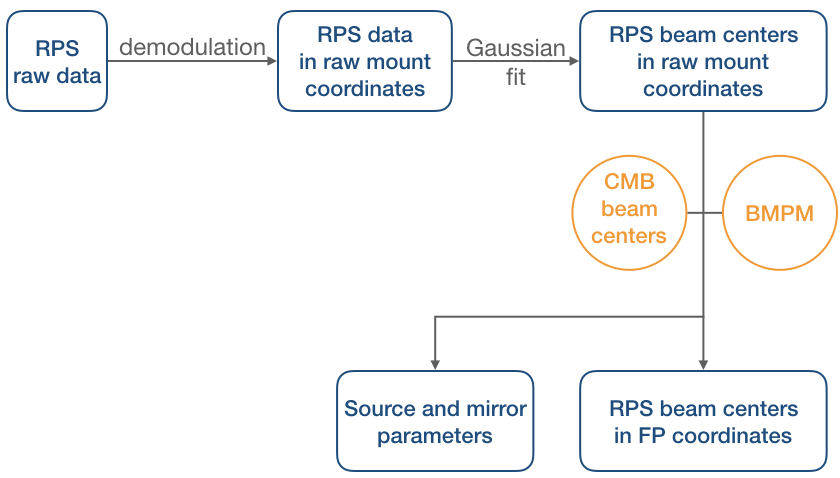 RPS
raw data
demodulation
RPS data
in raw mount
coordinates
Gaussian
fit
RPS beam centers
in raw mount
coordinates
CMB
beam
centers
BMPM
Source and mirror
parameters
RPS beam centers
in FP coordinates